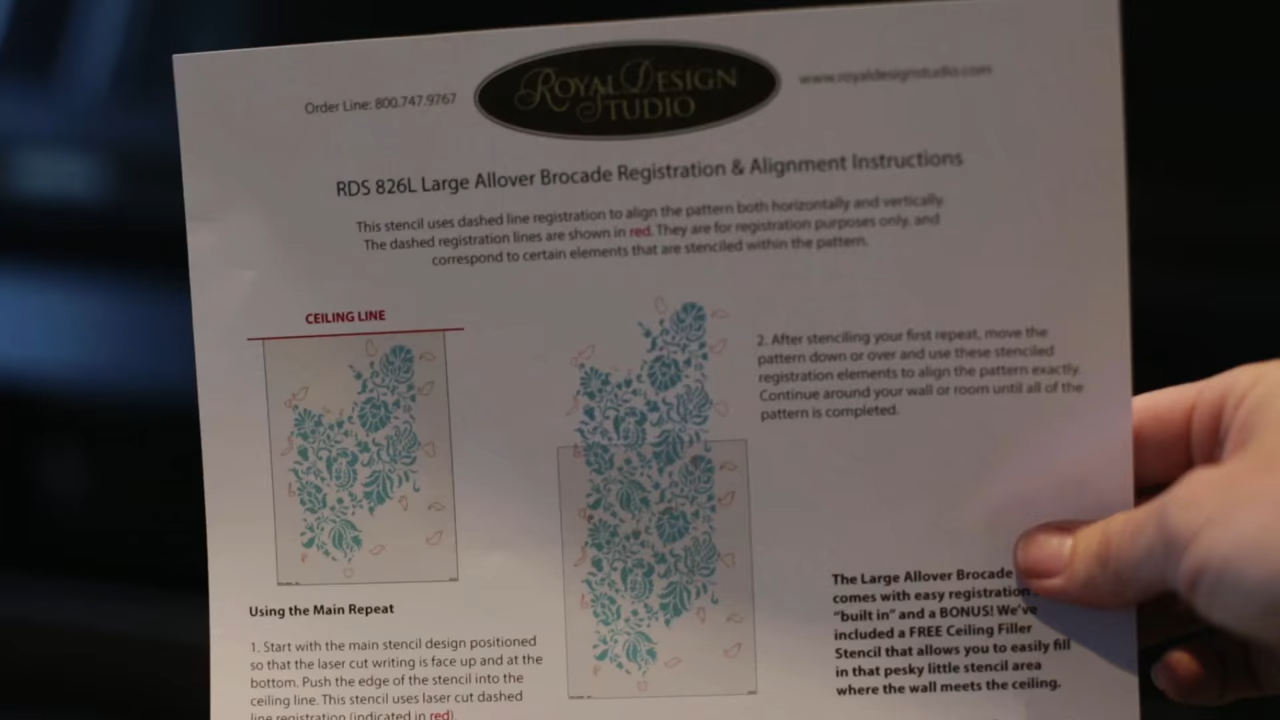 Order Line: 800.747.9767
ROYAL DESIGN
STUDIO
www.royaldesignstudio.com
RDS 826L Large Allover Brocade Registration & Alignment Instructions
This stencil uses dashed line registration to align the pattern both horizontally and vertically.
The dashed registration lines are shown in red. They are for registration purposes only, and
correspond to certain elements that are stenciled within the pattern.
CEILING LINE
2. After stenciling your first repeat, move the
pattern down or over and use these stenciled
registration elements to align the pattern exactly.
Continue around your wall or room until all of the
pattern is completed.
Using the Main Repeat
1. Start with the main stencil design positioned
so that the laser cut writing is face up and at the
bottom. Push the edge of the stencil into the
ceiling line. This stencil uses laser cut dashed
line registration (indicated in red).
The Large Allover Brocade
comes with easy registration
"built in" and a BONUS! We've
included a FREE Ceiling Filler
Stencil that allows you to easily fill
in that pesky little stencil area
where the wall meets the ceiling.